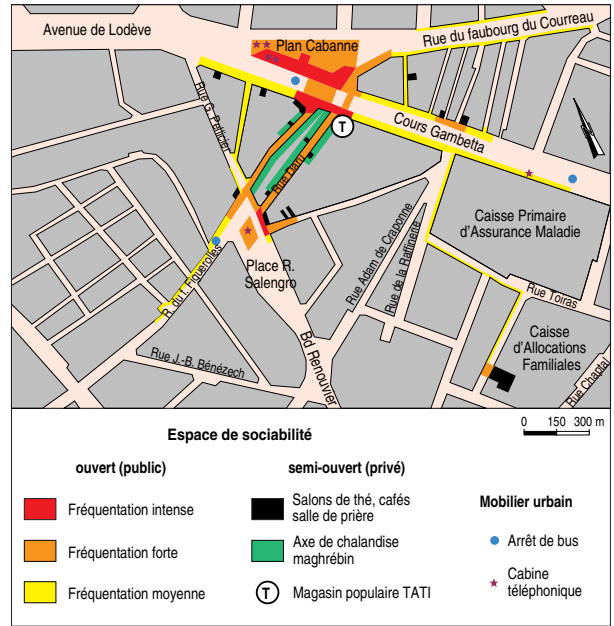 Avenue de Lodève
Plan Cabanne
Rue du faubourg du Courreau
Rue G. Pellicier
Cours Gambetta
T
Rue Daru
Caisse Primaire
d'Assurance Maladie
Place R.
Salengro
R. du f. Figuerolles
Rue Adam de Craponne
Rue de la Raffinerie
Rue Toiras
Bd Renouvier
Rue J.-B. Bénézech
Caisse
d'Allocations
Familiales
Rue Chaptal
0 150 300 m
Espace de sociabilité
ouvert (public)
Fréquentation intense
Fréquentation forte
Fréquentation moyenne
semi-ouvert (privé)
Salons de thé, cafés
salle de prière
Axe de chalandise
maghrébin
T Magasin populaire TATI
Mobilier urbain
Arrêt de bus
Cabine
téléphonique